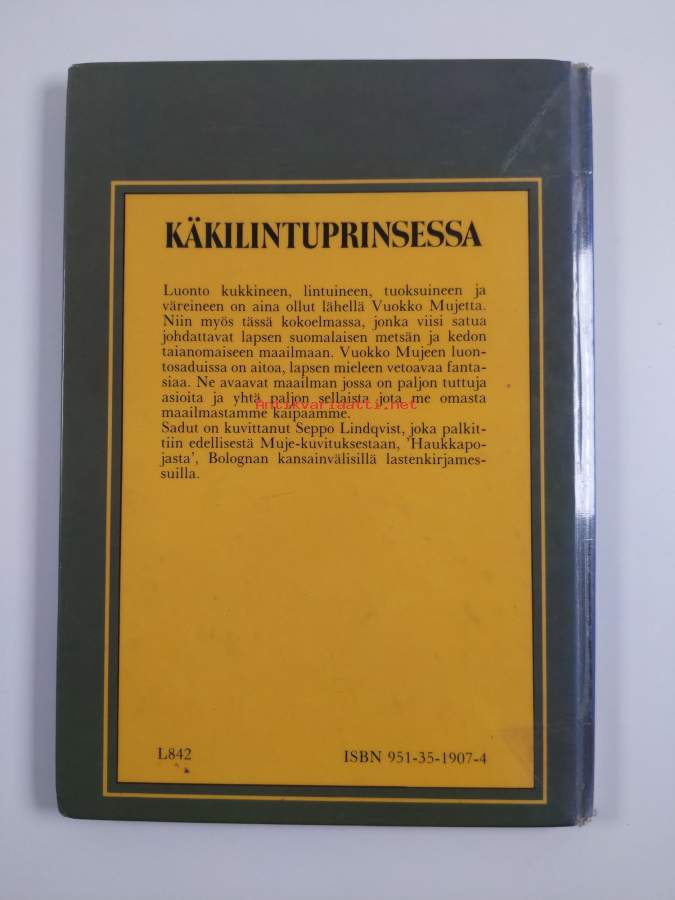 KÄKILINTUPRINSESSA
Luonto kukkineen, lintuineen, tuoksuineen ja
väreineen on aina ollut lähellä Vuokko Mujetta.
Niin myös tässä kokoelmassa, jonka viisi satua
johdattavat lapsen suomalaisen metsän ja kedon
taianomaiseen maailmaan. Vuokko Mujeen luon-
tosaduissa on aitoa, lapsen mieleen vetoavaa fanta-
siaa. Ne avaavat maailman jossa on paljon tuttuja
asioita ja yhtä paljon sellaista jota me omasta
Antikvariaatti.net
maailmastamme kaipaamme.
Sadut on kuvittanut Seppo Lindqvist, joka palkit-
tiin edellisestä Muje-kuvituksestaan, 'Haukkapo-
jasta', Bolognan kansainvälisillä lastenkirjames-
suilla.
L842
ISBN 951-35-1907-4